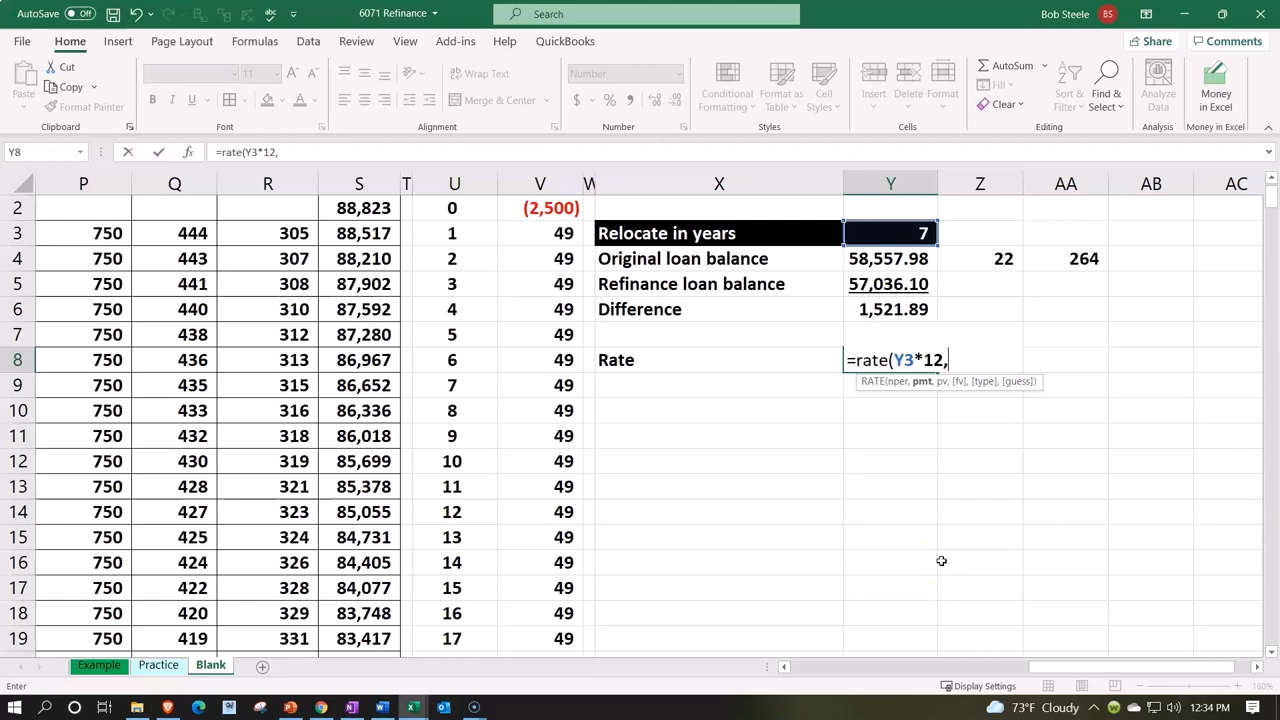 AutoSave Off 6071 Refinance Search Bob Steele BS
File Home Insert Page Layout Formulas Data Review View Add-ins Help QuickBooks Share Comments
Paste Cut Copy Format Painter Clipboard
11 B I U A A Font
Wrap Text Merge & Center Alignment
Number $ % Number
Conditional Formatting Format as Table Cell Styles Styles
Insert Delete Format Cells
AutoSum Fill Clear Sort & Filter Find & Select Editing
Analyze Data Analysis
Money in Excel Money in Excel
Y8 fx =rate(Y3*12,
P Q R S T U V W X Y Z AA AB AC
2 88,823 0 (2,500)
3 750 444 305 88,517 1 49 Relocate in years 7
4 750 443 307 88,210 2 49 Original loan balance 58,557.98 22 264
5 750 441 308 87,902 3 49 Refinance loan balance 57,036.10
6 750 440 310 87,592 4 49 Difference 1,521.89
7 750 438 312 87,280 5 49
8 750 436 313 86,967 6 49 Rate =rate(Y3*12,
RATE(nper, pmt, pv, [fv], [type], [guess])
9 750 435 315 86,652 7 49
10 750 433 316 86,336 8 49
11 750 432 318 86,018 9 49
12 750 430 319 85,699 10 49
13 750 428 321 85,378 11 49
14 750 427 323 85,055 12 49
15 750 425 324 84,731 13 49
16 750 424 326 84,405 14 49
17 750 422 328 84,077 15 49
18 750 420 329 83,748 16 49
19 750 419 331 83,417 17 49
Example Practice Blank
Enter Display Settings 160%
73°F Cloudy 12:34 PM